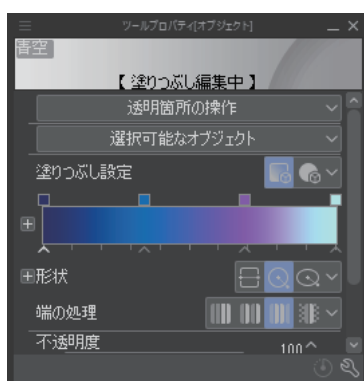 ツールプロパティ[オブジェクト]
青空
【 塗りつぶし編集中 】
透明箇所の操作
選択可能なオブジェクト
塗りつぶし設定
形状
端の処理
不透明度
100